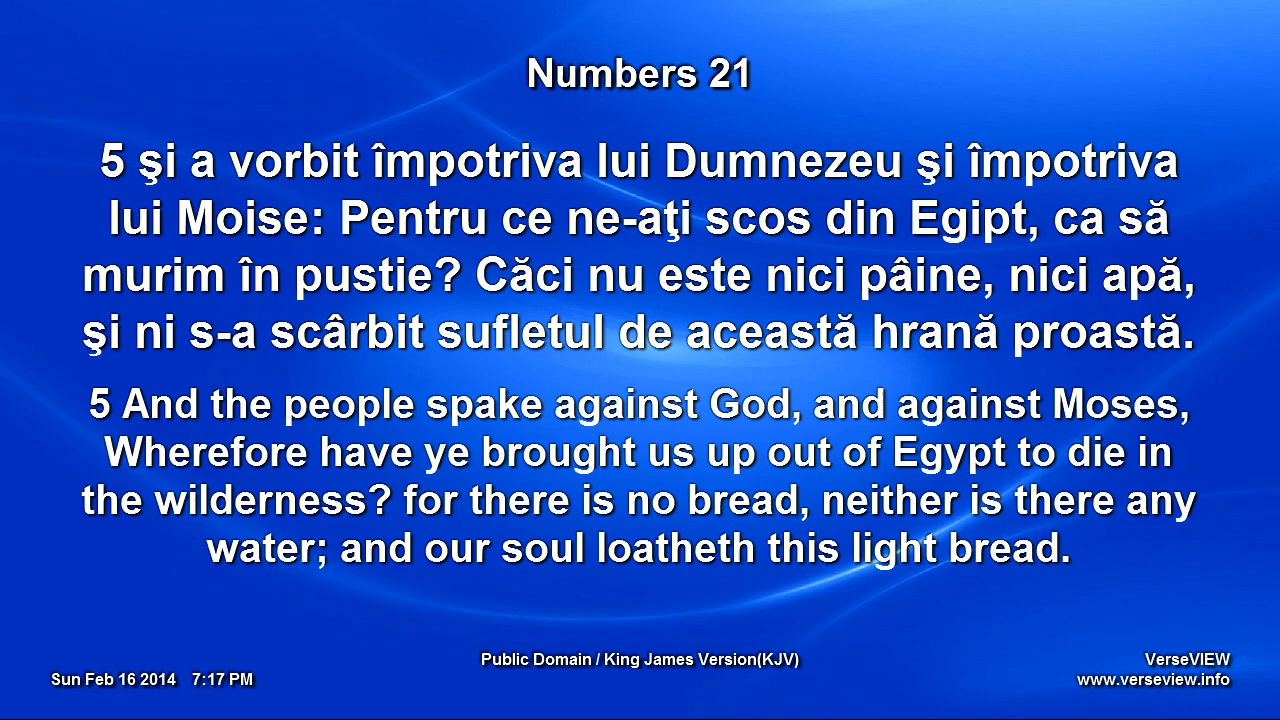 Numbers 21
5 şi a vorbit împotriva lui Dumnezeu şi împotriva
lui Moise: Pentru ce ne-aţi scos din Egipt, ca să
murim în pustie? Căci nu este nici pâine, nici apă,
şi ni s-a scârbit sufletul de această hrană proastă.
5 And the people spake against God, and against Moses,
Wherefore have ye brought us up out of Egypt to die in
the wilderness? for there is no bread, neither is there any
water; and our soul loatheth this light bread.
Public Domain / King James Version(KJV)
VerseVIEW
Sun Feb 16 2014 7:17 PM
www.verseview.info